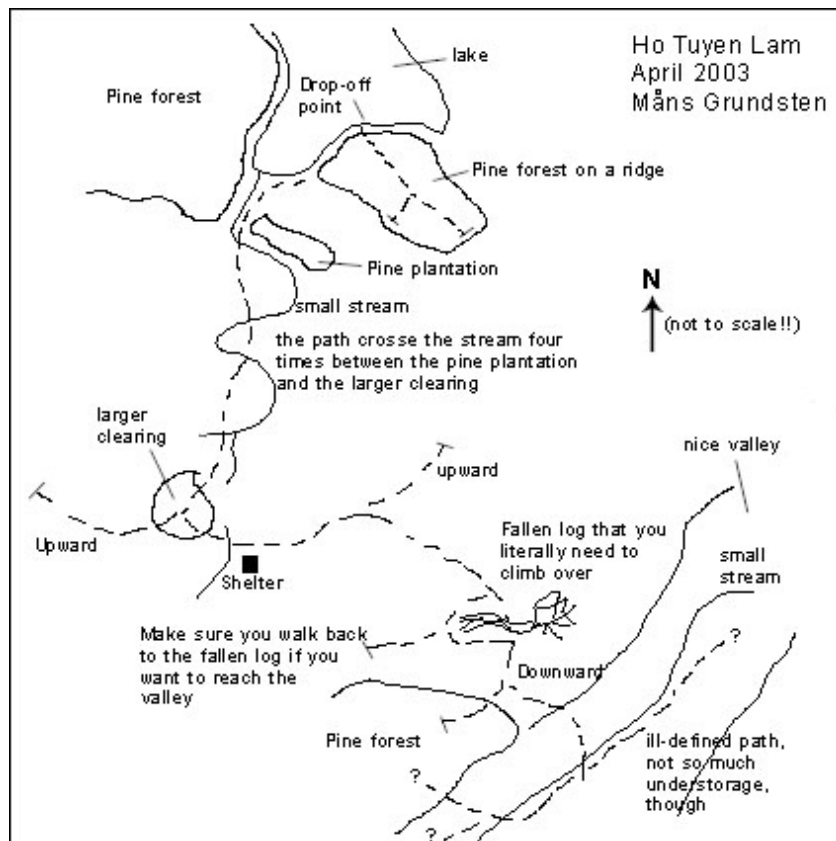 Ho Tuyen Lam
April 2003
Måns Grundsten
lake
Pine forest
Drop-off
point
Pine forest on a ridge
Pine plantation
N
(not to scale!!)
small stream
the path crosse the stream four
times between the pine plantation
and the larger clearing
larger
clearing
nice valley
upward
Upward
Fallen log that you
literally need to
climb over
small
stream
Shelter
Make sure you walk back
to the fallen log if you
want to reach the
valley
?
Downward
Pine forest
ill-defined path,
not so much
understorage,
though
?
?